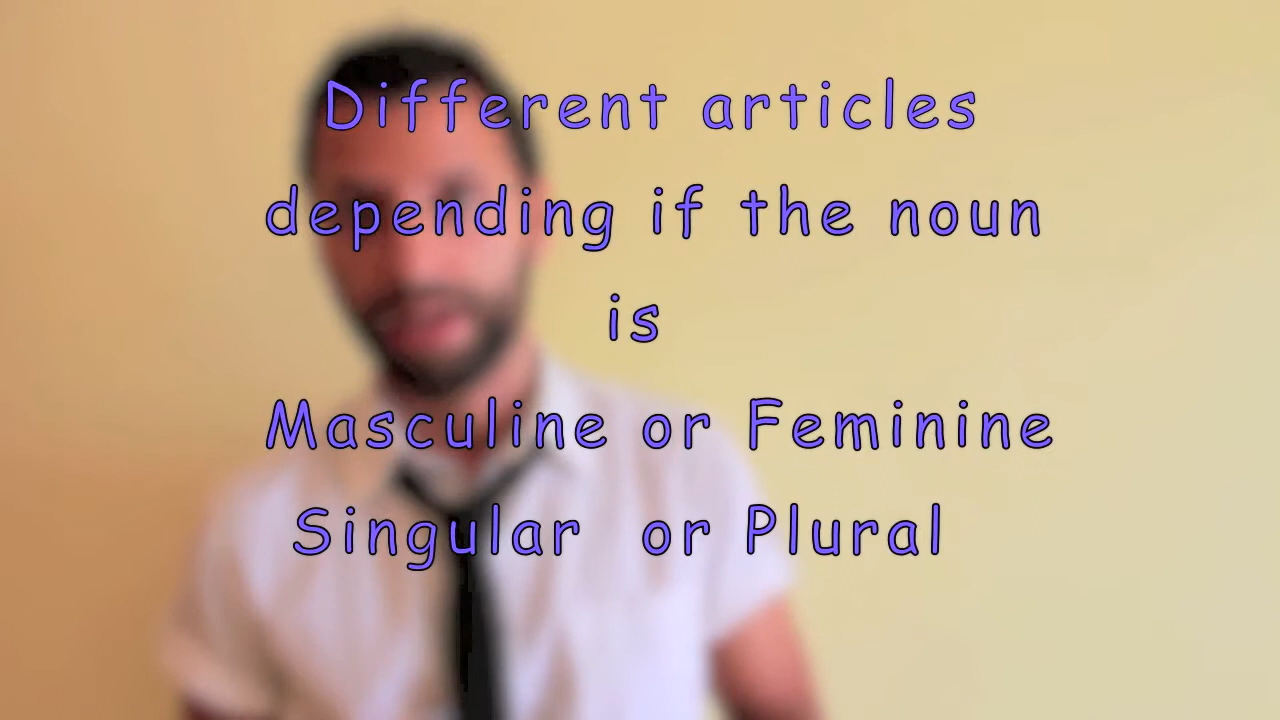 Different articles
depending if the noun
is
Masculine or Feminine
Singular or Plural